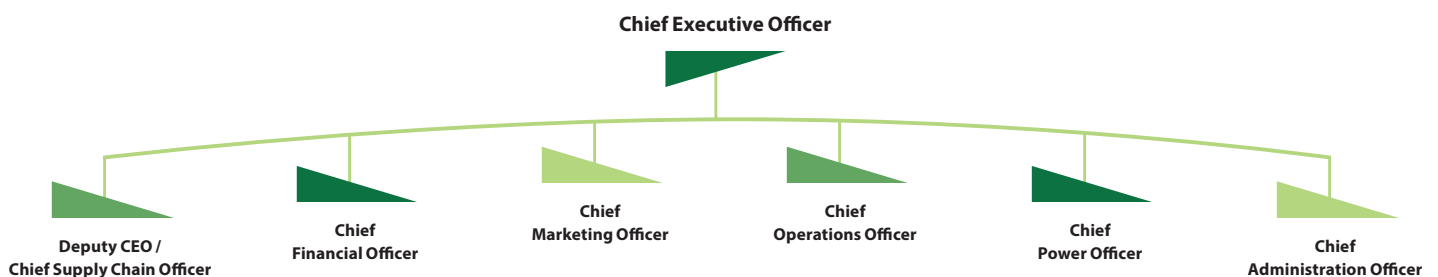 Chief Executive Officer
Deputy CEO /
Chief Supply Chain Officer
Chief
Financial Officer
Chief
Marketing Officer
Chief
Operations Officer
Chief
Power Officer
Chief
Administration Officer